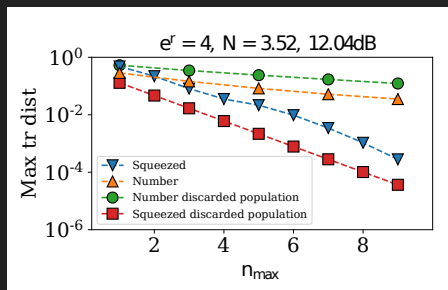 e^r = 4, N = 3.52, 12.04dB
10^0
10^-2
10^-4
10^-6
Max tr dist
Squeezed
Number
Number discarded population
Squeezed discarded population
2 4 6 8
n_max